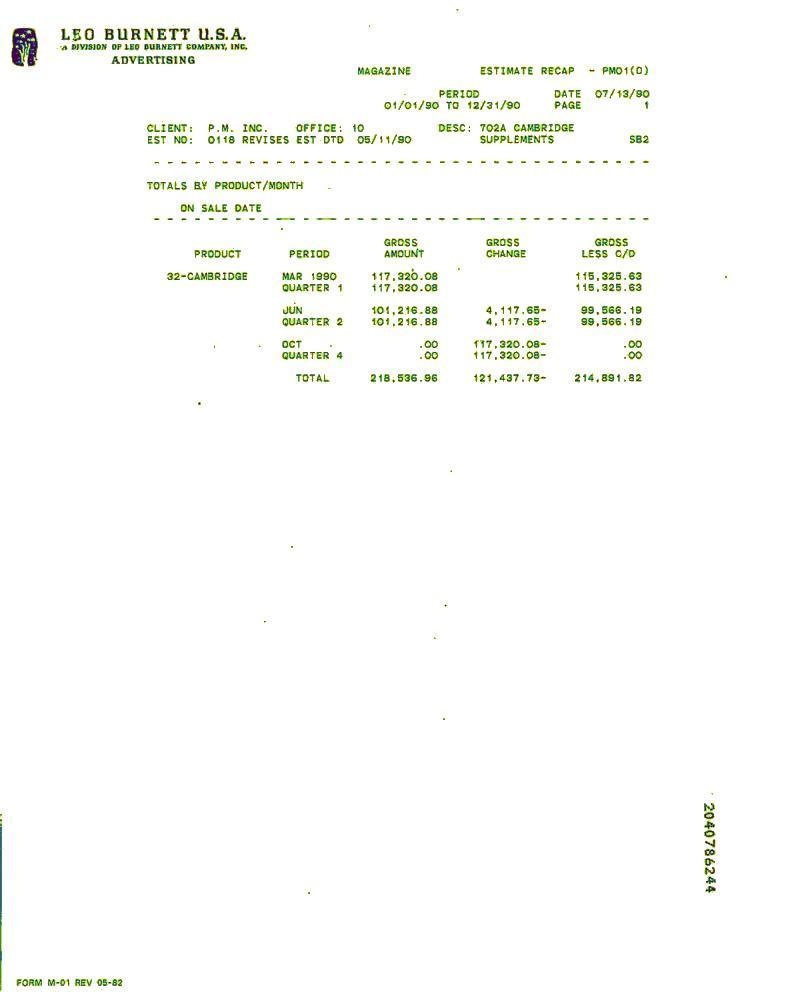 LEO BURNETT U.S.A.
A DIVISION OF LEO BURNETT COMPANY, INC.
ADVERTISING
MAGAZINE ESTIMATE RECAP - PM01(D)
PERIOD DATE 07/13/90
01/01/90 TO 12/31/90 PAGE 1
CLIENT: P.M. INC. OFFICE: 10 DESC: 702A CAMBRIDGE
EST NO: 0118 REVISES EST DTD 05/11/90 SUPPLEMENTS SB2
TOTALS BY PRODUCT/MONTH
ON SALE DATE
GROSS GROSS GROSS
PRODUCT PERIOD AMOUNT CHANGE LESS C/D
32-CAMBRIDGE MAR 1990 117,320.08 115,325.63
QUARTER 1 117,320.08 115,325.63
JUN 101,216.88 4,117.65- 99,566.19
QUARTER 2 101,216.88 4,117.65- 99,566.19
OCT .00 117,320.08- .00
QUARTER 4 .00 117,320.08- .00
TOTAL 218,536.96 121,437.73- 214,891.82
2040786244
FORM M-01 REV 05-82